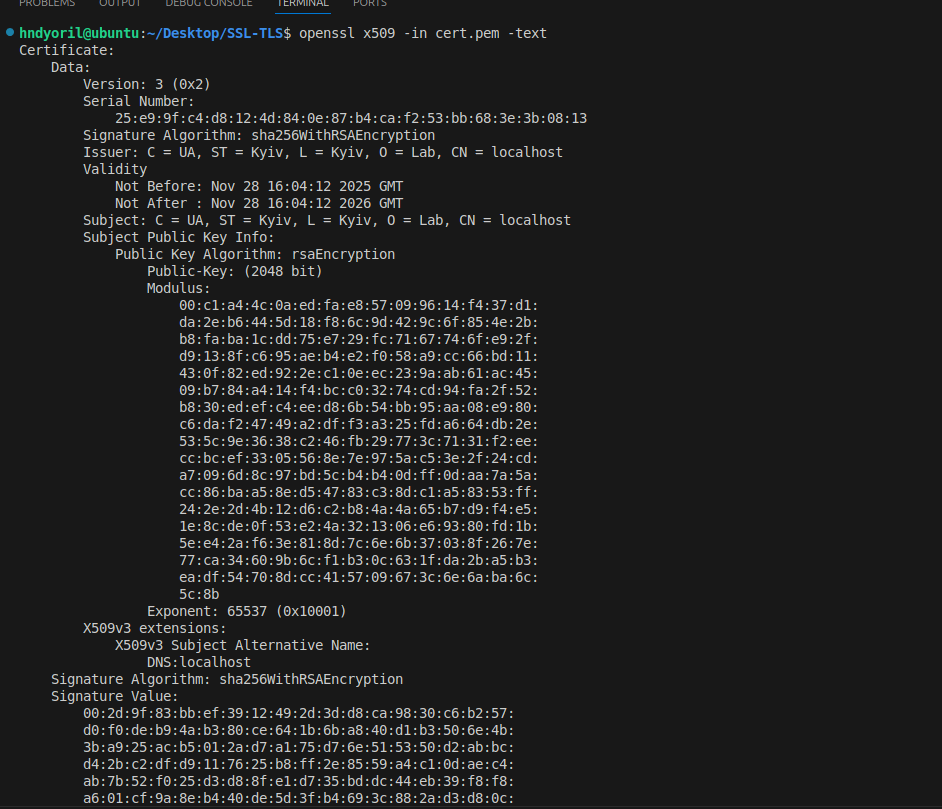 PROBLEMS OUTPUT DEBUG CONSOLE TERMINAL PORTS
hndyoril@ubuntu:~/Desktop/SSL-TLS$ openssl x509 -in cert.pem -text
Certificate:
    Data:
        Version: 3 (0x2)
        Serial Number:
            25:e9:9f:c4:d8:12:4d:84:0e:87:b4:ca:f2:53:bb:68:3e:3b:08:13
        Signature Algorithm: sha256WithRSAEncryption
        Issuer: C = UA, ST = Kyiv, L = Kyiv, O = Lab, CN = localhost
        Validity
            Not Before: Nov 28 16:04:12 2025 GMT
            Not After : Nov 28 16:04:12 2026 GMT
        Subject: C = UA, ST = Kyiv, L = Kyiv, O = Lab, CN = localhost
        Subject Public Key Info:
            Public Key Algorithm: rsaEncryption
                Public-Key: (2048 bit)
                Modulus:
                    00:c1:a4:4c:0a:ed:fa:e8:57:09:96:14:f4:37:d1:
                    da:2e:b6:44:5d:18:f8:6c:9d:42:9c:6f:85:4e:2b:
                    b8:fa:ba:1c:dd:75:e7:29:fc:71:67:74:6f:e9:2f:
                    d9:13:8f:c6:95:ae:b4:e2:f0:58:a9:cc:66:bd:11:
                    43:0f:82:ed:92:2e:c1:0e:ec:23:9a:ab:61:ac:45:
                    09:b7:84:a4:14:f4:bc:c0:32:74:cd:94:fa:2f:52:
                    b8:30:ed:ef:c4:ee:d8:6b:54:bb:95:aa:08:e9:80:
                    c6:da:f2:47:49:a2:df:f3:a3:25:fd:a6:64:db:2e:
                    53:5c:9e:36:38:c2:46:fb:29:77:3c:71:31:f2:ee:
                    cc:bc:ef:33:05:56:8e:7e:97:5a:c5:3e:2f:24:cd:
                    a7:09:6d:8c:97:bd:5c:b4:b4:0d:ff:0d:aa:7a:5a:
                    cc:86:ba:a5:8e:d5:47:83:c3:8d:c1:a5:83:53:ff:
                    24:2e:2d:4b:12:d6:c2:b8:4a:4a:65:b7:d9:f4:e5:
                    1e:8c:de:0f:53:e2:4a:32:13:06:e6:93:80:fd:1b:
                    5e:e4:2a:f6:3e:81:8d:7c:6e:6b:37:03:8f:26:7e:
                    77:ca:34:60:9b:6c:f1:b3:0c:63:1f:da:2b:a5:b3:
                    ea:df:54:70:8d:cc:41:57:09:67:3c:6e:6a:ba:6c:
                    5c:8b
                Exponent: 65537 (0x10001)
        X509v3 extensions:
            X509v3 Subject Alternative Name:
                DNS:localhost
    Signature Algorithm: sha256WithRSAEncryption
    Signature Value:
        00:2d:9f:83:bb:ef:39:12:49:2d:3d:d8:ca:98:30:c6:b2:57:
        d0:f0:de:b9:4a:b3:80:ce:64:1b:6b:a8:40:d1:b3:50:6e:4b:
        3b:a9:25:ac:b5:01:2a:d7:a1:75:d7:6e:51:53:50:d2:ab:bc:
        d4:2b:c2:df:d9:11:76:25:b8:ff:2e:85:59:a4:c1:0d:ae:c4:
        ab:7b:52:f0:25:d3:d8:8f:e1:d7:35:bd:dc:44:eb:39:f8:f8:
        a6:01:cf:9a:8e:b4:40:de:5d:3f:b4:69:3c:88:2a:d3:d8:0c: